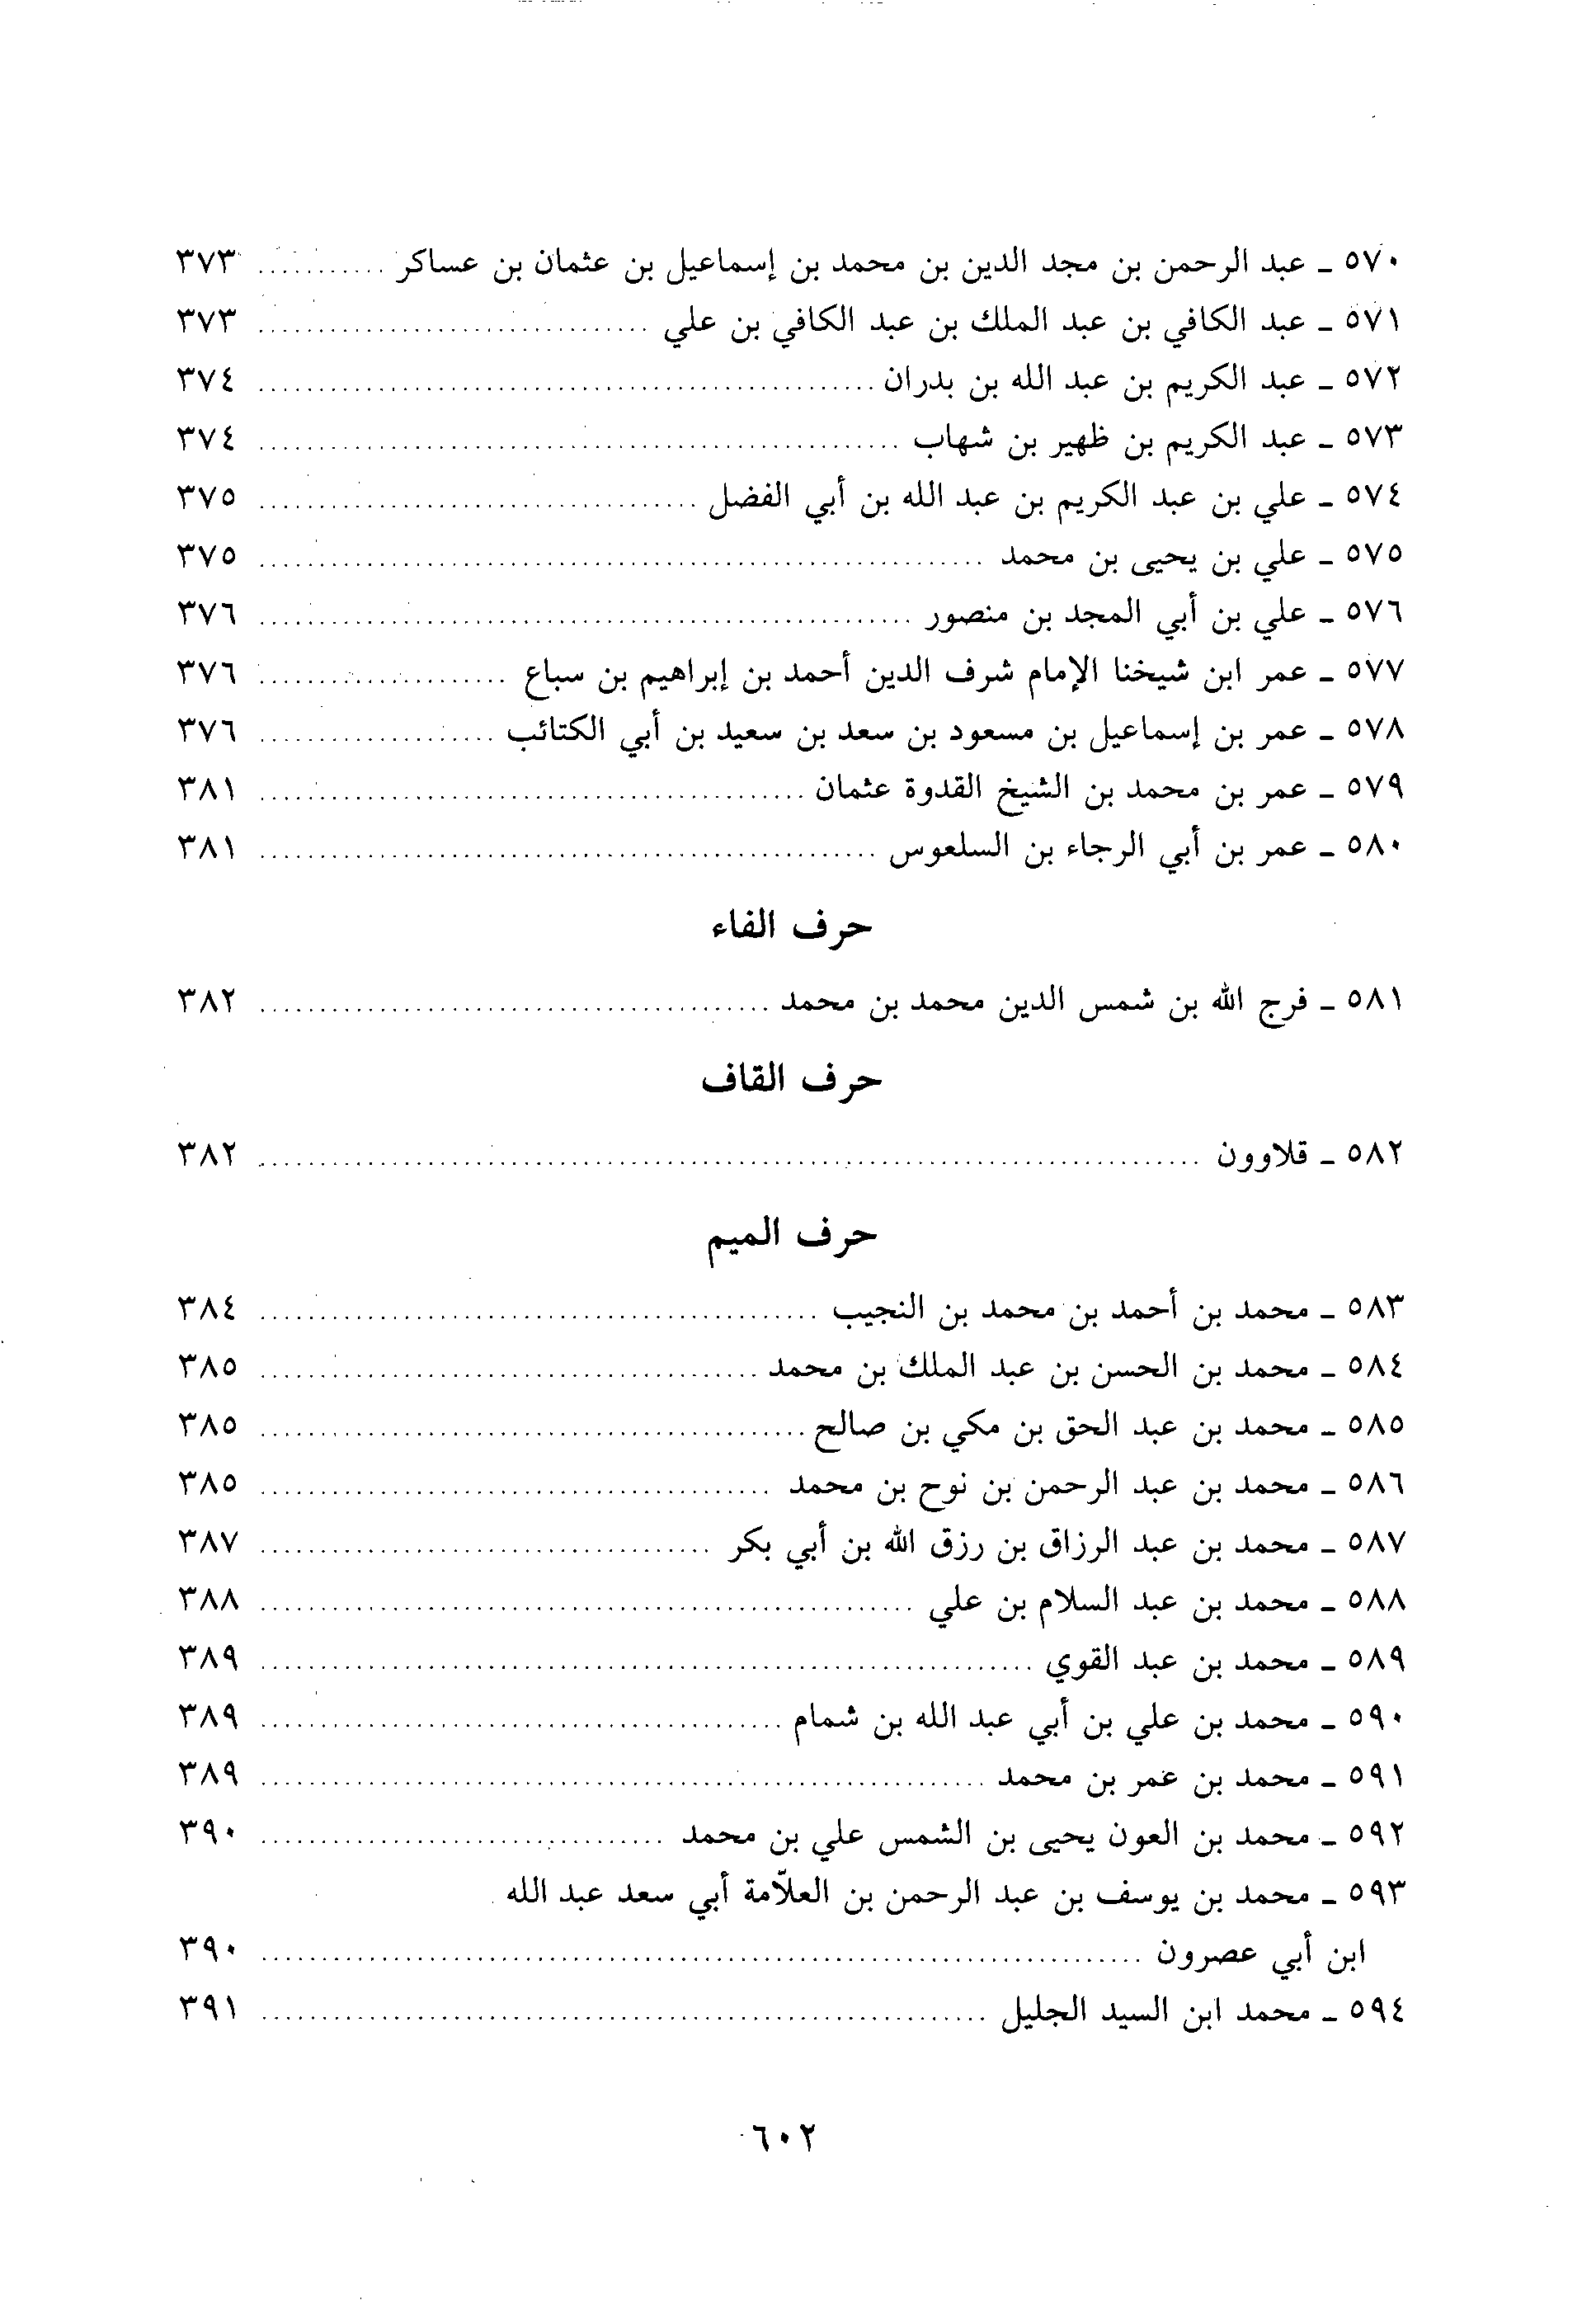 ٥٧٠ ـ عبد الرحمن بن مجد الدين بن محمد بن إسماعيل بن عثمان بن عساكر ........... ٣٧٣
٥٧١ ـ عبد الكافي بن عبد الملك بن عبد الكافي بن علي ................................. ٣٧٣
٥٧٢ ـ عبد الكريم بن عبد الله بن بدران .................................................... ٣٧٤
٥٧٣ ـ عبد الكريم بن ظهير بن شهاب ...................................................... ٣٧٤
٥٧٤ ـ علي بن عبد الكريم بن عبد الله بن أبي الفضل ..................................... ٣٧٥
٥٧٥ ـ علي بن يحيى بن محمد ............................................................. ٣٧٥
٥٧٦ ـ علي بن أبي المجد بن منصور ....................................................... ٣٧٦
٥٧٧ ـ عمر ابن شيخنا الإمام شرف الدين أحمد بن إبراهيم بن سباع ..................... ٣٧٦
٥٧٨ ـ عمر بن إسماعيل بن مسعود بن سعد بن سعيد بن أبي الكتائب .................... ٣٧٦
٥٧٩ ـ عمر بن محمد بن الشيخ القدوة عثمان .............................................. ٣٨١
٥٨٠ ـ عمر بن أبي الرجاء بن السلعوس .................................................... ٣٨١
حرف الفاء
٥٨١ ـ فرج الله بن شمس الدين محمد بن محمد ........................................... ٣٨٢
حرف القاف
٥٨٢ ـ قلاوون ............................................................................... ٣٨٢
حرف الميم
٥٨٣ ـ محمد بن أحمد بن محمد بن النجيب ............................................... ٣٨٤
٥٨٤ ـ محمد بن الحسن بن عبد الملك بن محمد .......................................... ٣٨٥
٥٨٥ ـ محمد بن عبد الحق بن مكي بن صالح .............................................. ٣٨٥
٥٨٦ ـ محمد بن عبد الرحمن بن نوح بن محمد ........................................... ٣٨٥
٥٨٧ ـ محمد بن عبد الرزاق بن رزق الله بن أبي بكر ...................................... ٣٨٧
٥٨٨ ـ محمد بن عبد السلام بن علي ....................................................... ٣٨٨
٥٨٩ ـ محمد بن عبد القوي ................................................................. ٣٨٩
٥٩٠ ـ محمد بن علي بن أبي عبد الله بن شمام ............................................ ٣٨٩
٥٩١ ـ محمد بن عمر بن محمد ............................................................. ٣٨٩
٥٩٢ ـ محمد بن العون يحيى بن الشمس علي بن محمد .................................. ٣٩٠
٥٩٣ ـ محمد بن يوسف بن عبد الرحمن بن العلاّمة أبي سعد عبد الله
ابن أبي عصرون .......................................................................... ٣٩٠
٥٩٤ ـ محمد ابن السيد الجليل ............................................................. ٣٩١
٦٠٢